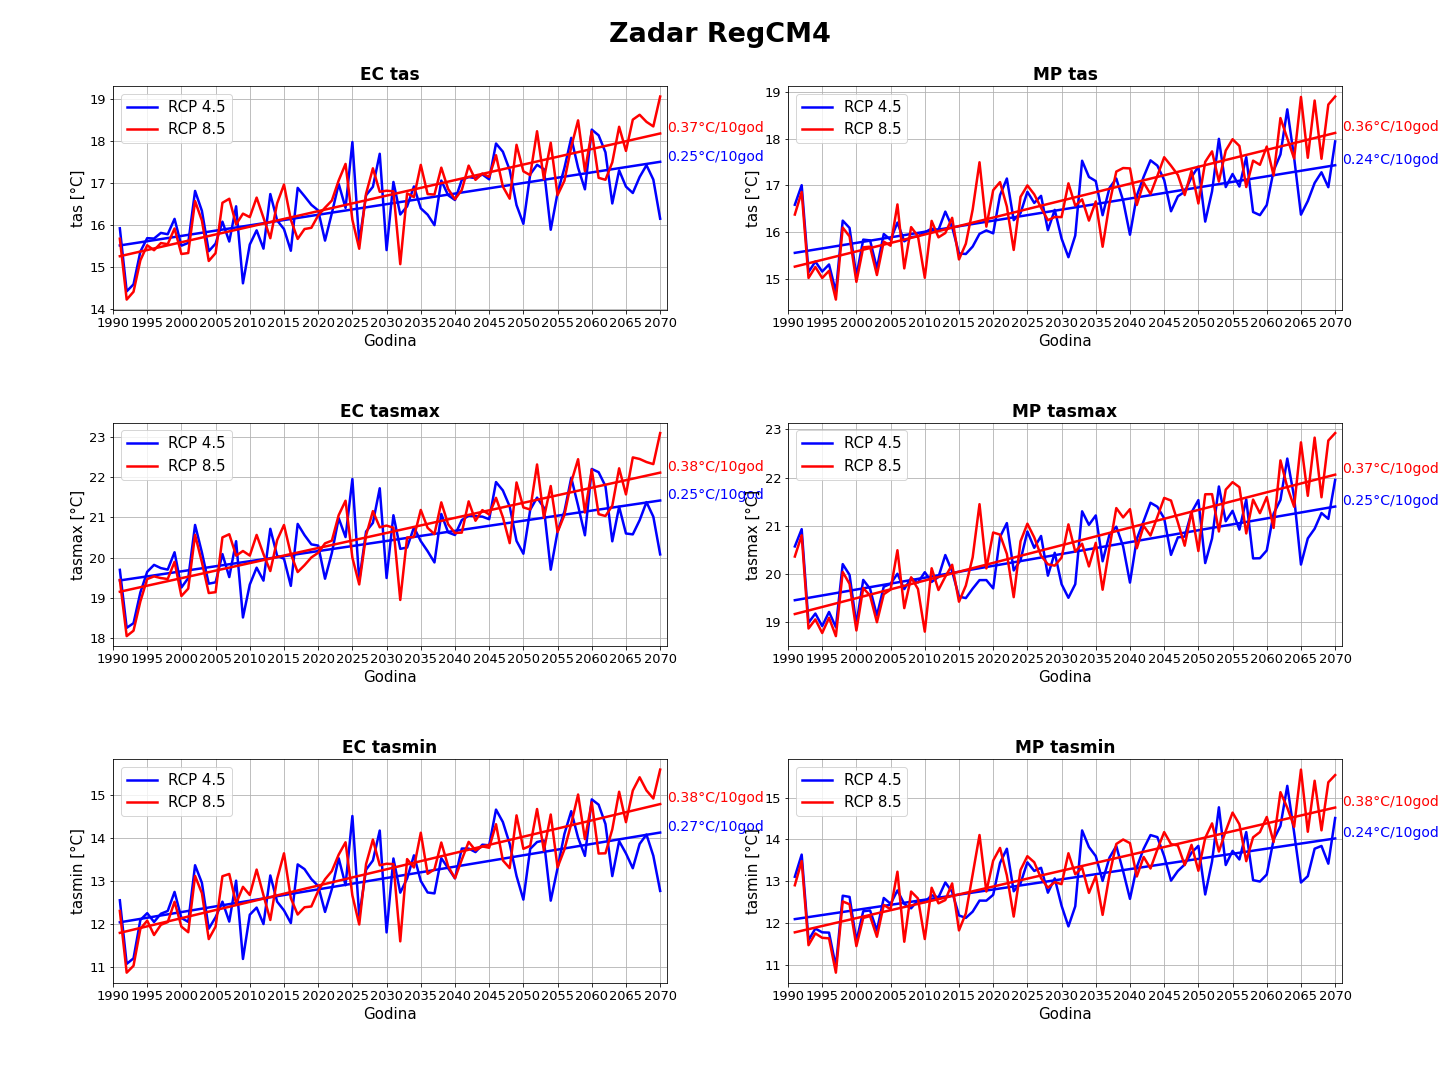 Zadar RegCM4
EC tas
RCP 4.5
RCP 8.5
tas [°C]
19
18
17
16
15
14
0.37°C/10god
0.25°C/10god
1990 1995 2000 2005 2010 2015 2020 2025 2030 2035 2040 2045 2050 2055 2060 2065 2070
Godina
MP tas
RCP 4.5
RCP 8.5
tas [°C]
19
18
17
16
15
0.36°C/10god
0.24°C/10god
1990 1995 2000 2005 2010 2015 2020 2025 2030 2035 2040 2045 2050 2055 2060 2065 2070
Godina
EC tasmax
RCP 4.5
RCP 8.5
tasmax [°C]
23
22
21
20
19
18
0.38°C/10god
0.25°C/10god
1990 1995 2000 2005 2010 2015 2020 2025 2030 2035 2040 2045 2050 2055 2060 2065 2070
Godina
MP tasmax
RCP 4.5
RCP 8.5
tasmax [°C]
23
22
21
20
19
0.37°C/10god
0.25°C/10god
1990 1995 2000 2005 2010 2015 2020 2025 2030 2035 2040 2045 2050 2055 2060 2065 2070
Godina
EC tasmin
RCP 4.5
RCP 8.5
tasmin [°C]
15
14
13
12
11
0.38°C/10god
0.27°C/10god
1990 1995 2000 2005 2010 2015 2020 2025 2030 2035 2040 2045 2050 2055 2060 2065 2070
Godina
MP tasmin
RCP 4.5
RCP 8.5
tasmin [°C]
15
14
13
12
11
0.38°C/10god
0.24°C/10god
1990 1995 2000 2005 2010 2015 2020 2025 2030 2035 2040 2045 2050 2055 2060 2065 2070
Godina